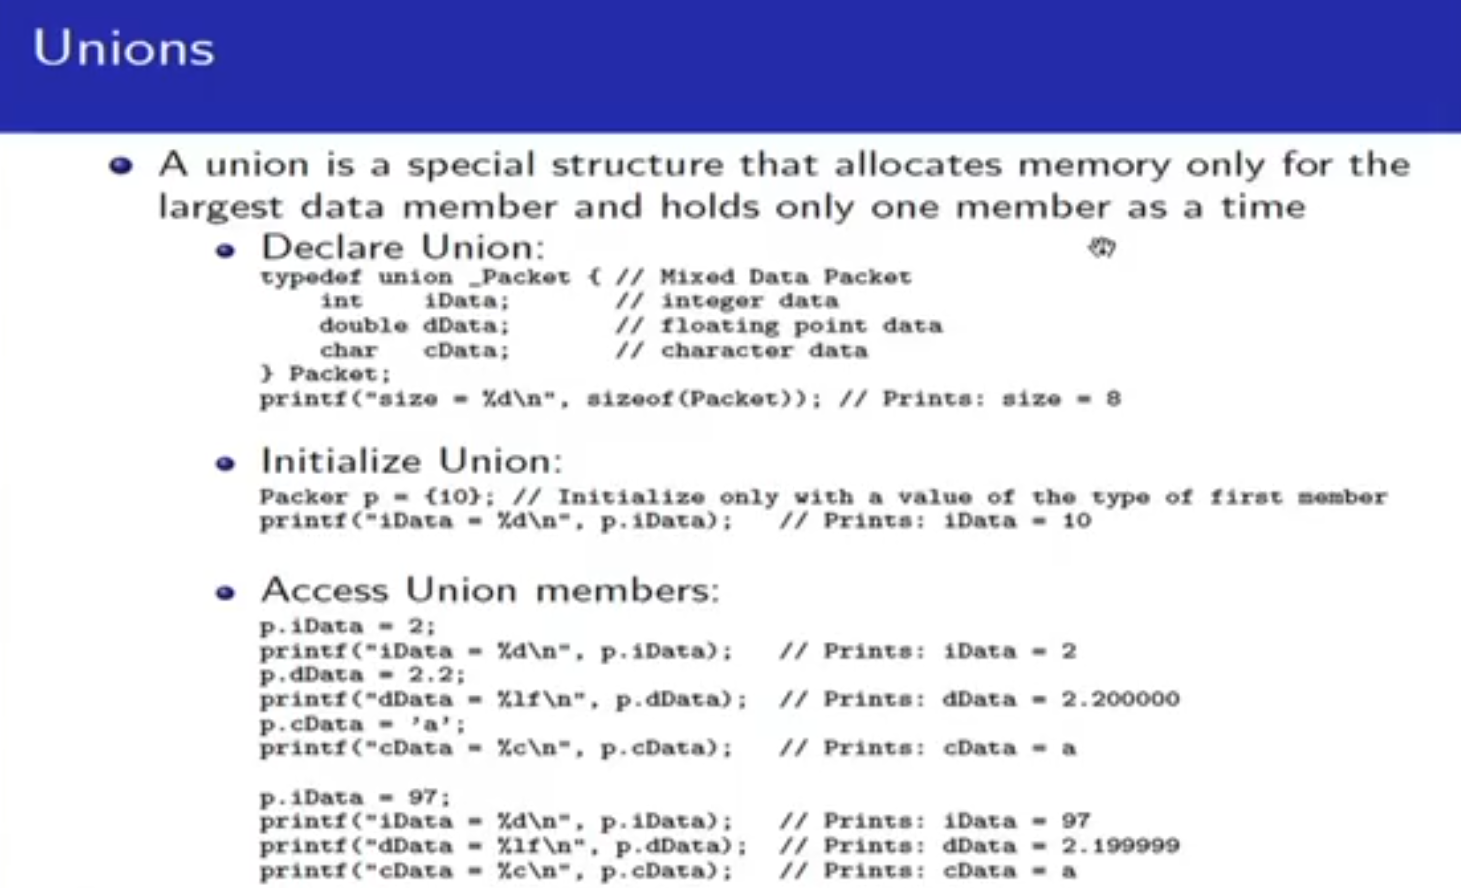 Unions
A union is a special structure that allocates memory only for the
largest data member and holds only one member as a time
Declare Union:
typedef union _Packet { // Mixed Data Packet
    int    iData;       // integer data
    double dData;       // floating point data
    char   cData;       // character data
} Packet;
printf("size = %d\n", sizeof(Packet)); // Prints: size = 8
Initialize Union:
Packer p = {10}; // Initialize only with a value of the type of first member
printf("iData = %d\n", p.iData);   // Prints: iData = 10
Access Union members:
p.iData = 2;
printf("iData = %d\n", p.iData);   // Prints: iData = 2
p.dData = 2.2;
printf("dData = %lf\n", p.dData);  // Prints: dData = 2.200000
p.cData = 'a';
printf("cData = %c\n", p.cData);   // Prints: cData = a
p.iData = 97;
printf("iData = %d\n", p.iData);   // Prints: iData = 97
printf("dData = %lf\n", p.dData);  // Prints: dData = 2.199999
printf("cData = %c\n", p.cData);   // Prints: cData = a